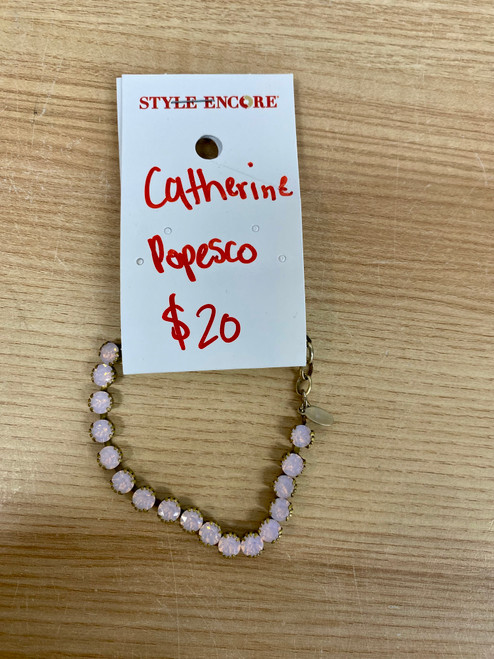 STYLE ENCORE
Catherine
Popesco
$20